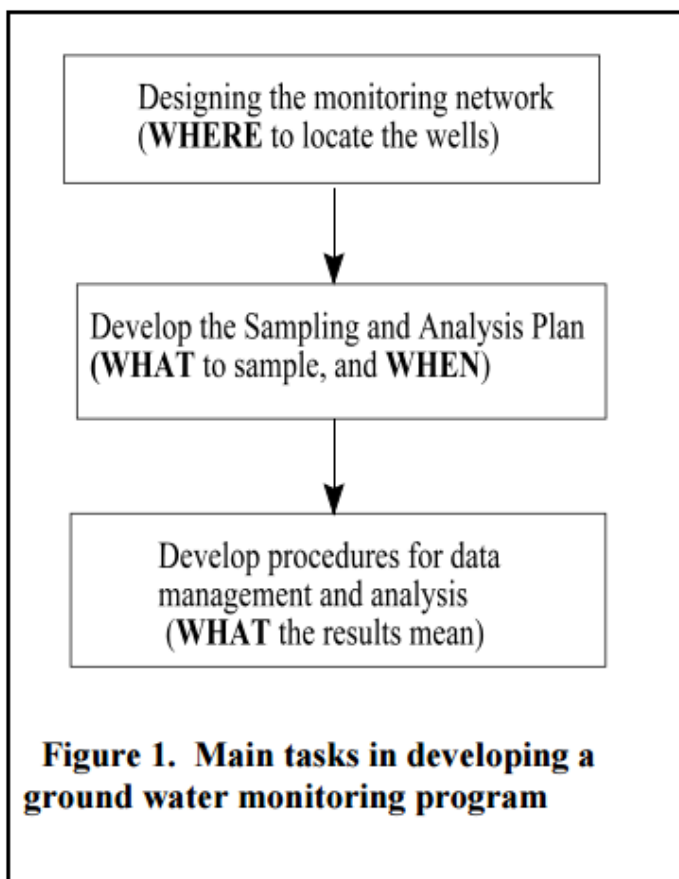 Designing the monitoring network
(WHERE to locate the wells)
Develop the Sampling and Analysis Plan
(WHAT to sample, and WHEN)
Develop procedures for data
management and analysis
(WHAT the results mean)
Figure 1. Main tasks in developing a
ground water monitoring program